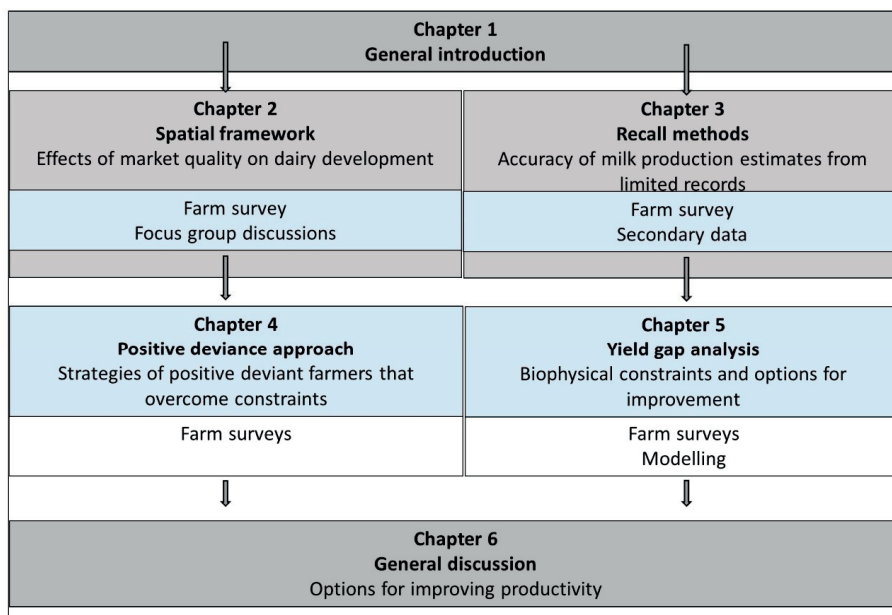 Chapter 1
General introduction
Chapter 2
Spatial framework
Effects of market quality on dairy development
Farm survey
Focus group discussions
Chapter 3
Recall methods
Accuracy of milk production estimates from
limited records
Farm survey
Secondary data
Chapter 4
Positive deviance approach
Strategies of positive deviant farmers that
overcome constraints
Farm surveys
Chapter 5
Yield gap analysis
Biophysical constraints and options for
improvement
Farm surveys
Modelling
Chapter 6
General discussion
Options for improving productivity